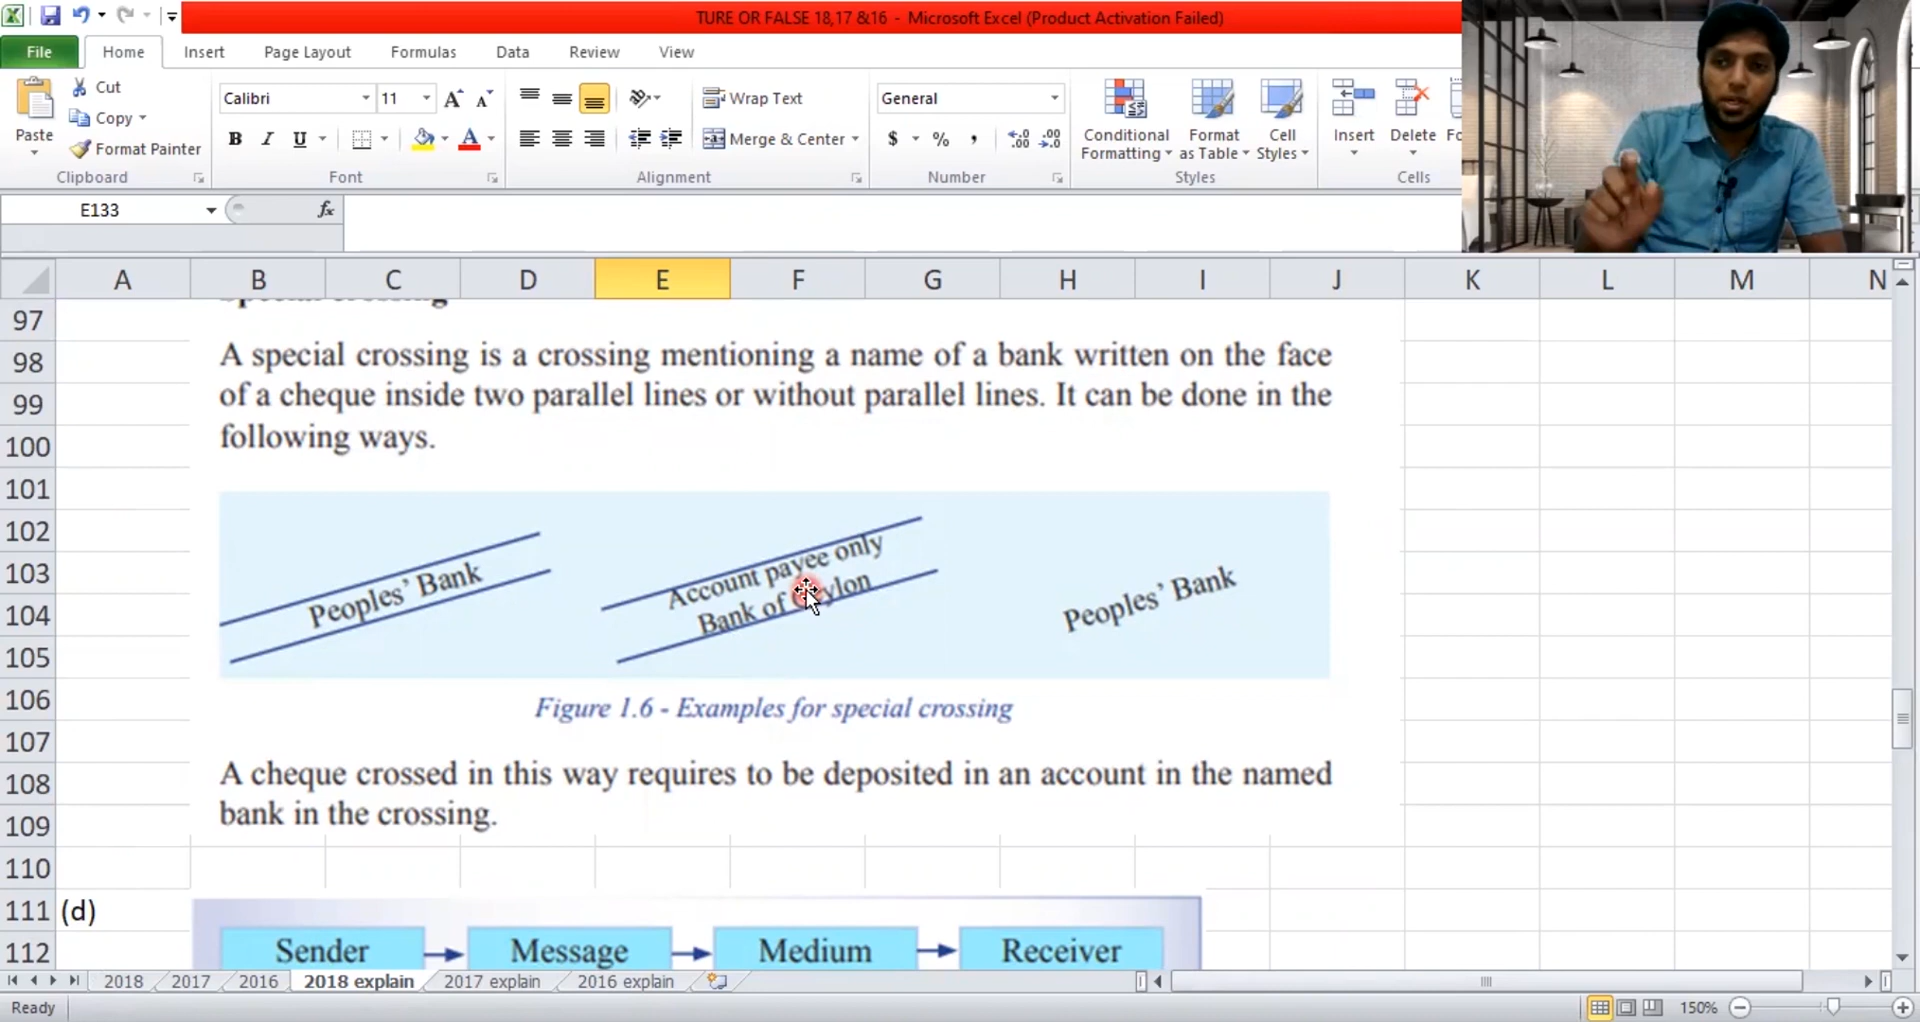 TURE OR FALSE 18,17 &16 - Microsoft Excel (Product Activation Failed)
File Home Insert Page Layout Formulas Data Review View
Paste
Cut
Copy
Format Painter
Clipboard
Calibri 11
B I U
Font
Wrap Text
Merge & Center
Alignment
General
$ % ,
Number
Conditional Formatting
Format as Table
Cell Styles
Styles
Insert
Delete
Cells
E133 fx
A B C D E F G H I J K L M N
97
98
99
100
101
102
103
104
105
106
107
108
109
110
111
112
A special crossing is a crossing mentioning a name of a bank written on the face
of a cheque inside two parallel lines or without parallel lines. It can be done in the
following ways.
Peoples' Bank
Account payee only
Bank of Ceylon
Peoples' Bank
Figure 1.6 - Examples for special crossing
A cheque crossed in this way requires to be deposited in an account in the named
bank in the crossing.
(d)
Sender Message Medium Receiver
2018 2017 2016 2018 explain 2017 explain 2016 explain
Ready 150%